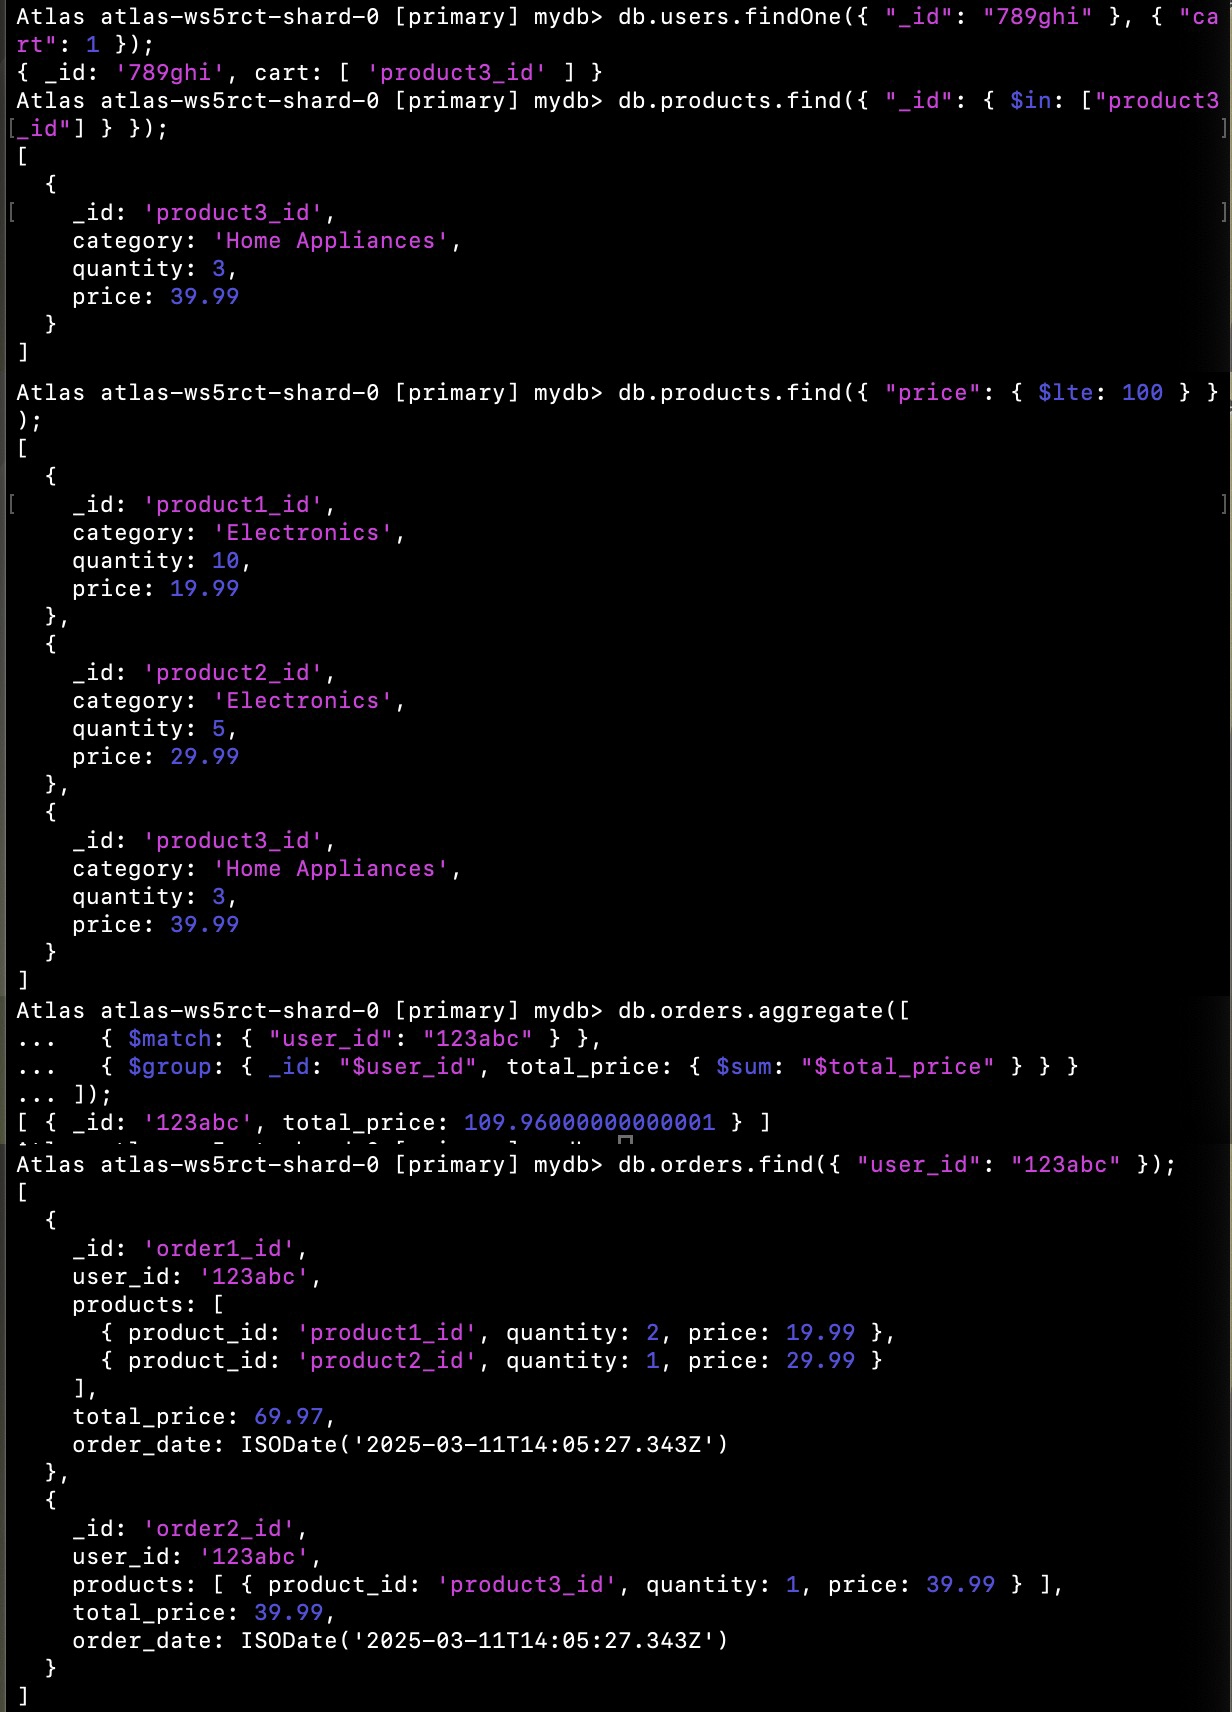 Atlas atlas-ws5rct-shard-0 [primary] mydb> db.users.findOne({ "_id": "789ghi" }, { "ca
rt": 1 });
{ _id: '789ghi', cart: [ 'product3_id' ] }
Atlas atlas-ws5rct-shard-0 [primary] mydb> db.products.find({ "_id": { $in: ["product3
[_id"] } });]
[
  {
[    _id: 'product3_id',]
    category: 'Home Appliances',
    quantity: 3,
    price: 39.99
  }
]
Atlas atlas-ws5rct-shard-0 [primary] mydb> db.products.find({ "price": { $lte: 100 } }
);
[
  {
[    _id: 'product1_id',]
    category: 'Electronics',
    quantity: 10,
    price: 19.99
  },
  {
    _id: 'product2_id',
    category: 'Electronics',
    quantity: 5,
    price: 29.99
  },
  {
    _id: 'product3_id',
    category: 'Home Appliances',
    quantity: 3,
    price: 39.99
  }
]
Atlas atlas-ws5rct-shard-0 [primary] mydb> db.orders.aggregate([
...   { $match: { "user_id": "123abc" } },
...   { $group: { _id: "$user_id", total_price: { $sum: "$total_price" } } }
... ]);
[ { _id: '123abc', total_price: 109.96000000000001 } ]
Atlas atlas-ws5rct-shard-0 [primary] mydb> db.orders.find({ "user_id": "123abc" });
[
  {
    _id: 'order1_id',
    user_id: '123abc',
    products: [
      { product_id: 'product1_id', quantity: 2, price: 19.99 },
      { product_id: 'product2_id', quantity: 1, price: 29.99 }
    ],
    total_price: 69.97,
    order_date: ISODate('2025-03-11T14:05:27.343Z')
  },
  {
    _id: 'order2_id',
    user_id: '123abc',
    products: [ { product_id: 'product3_id', quantity: 1, price: 39.99 } ],
    total_price: 39.99,
    order_date: ISODate('2025-03-11T14:05:27.343Z')
  }
]